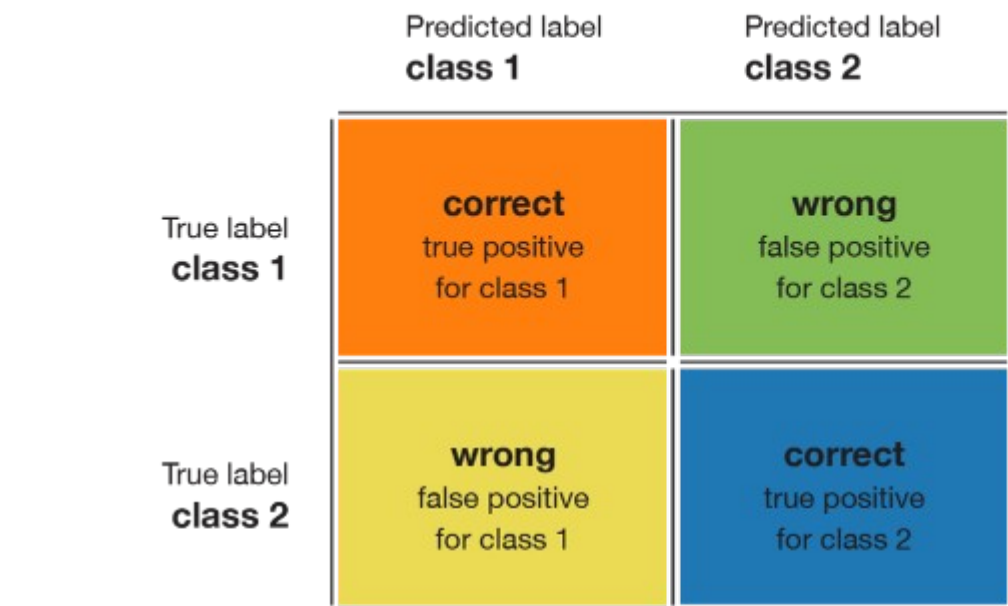 Predicted label
class 1
Predicted label
class 2
True label
class 1
correct
true positive
for class 1
wrong
false positive
for class 2
True label
class 2
wrong
false positive
for class 1
correct
true positive
for class 2